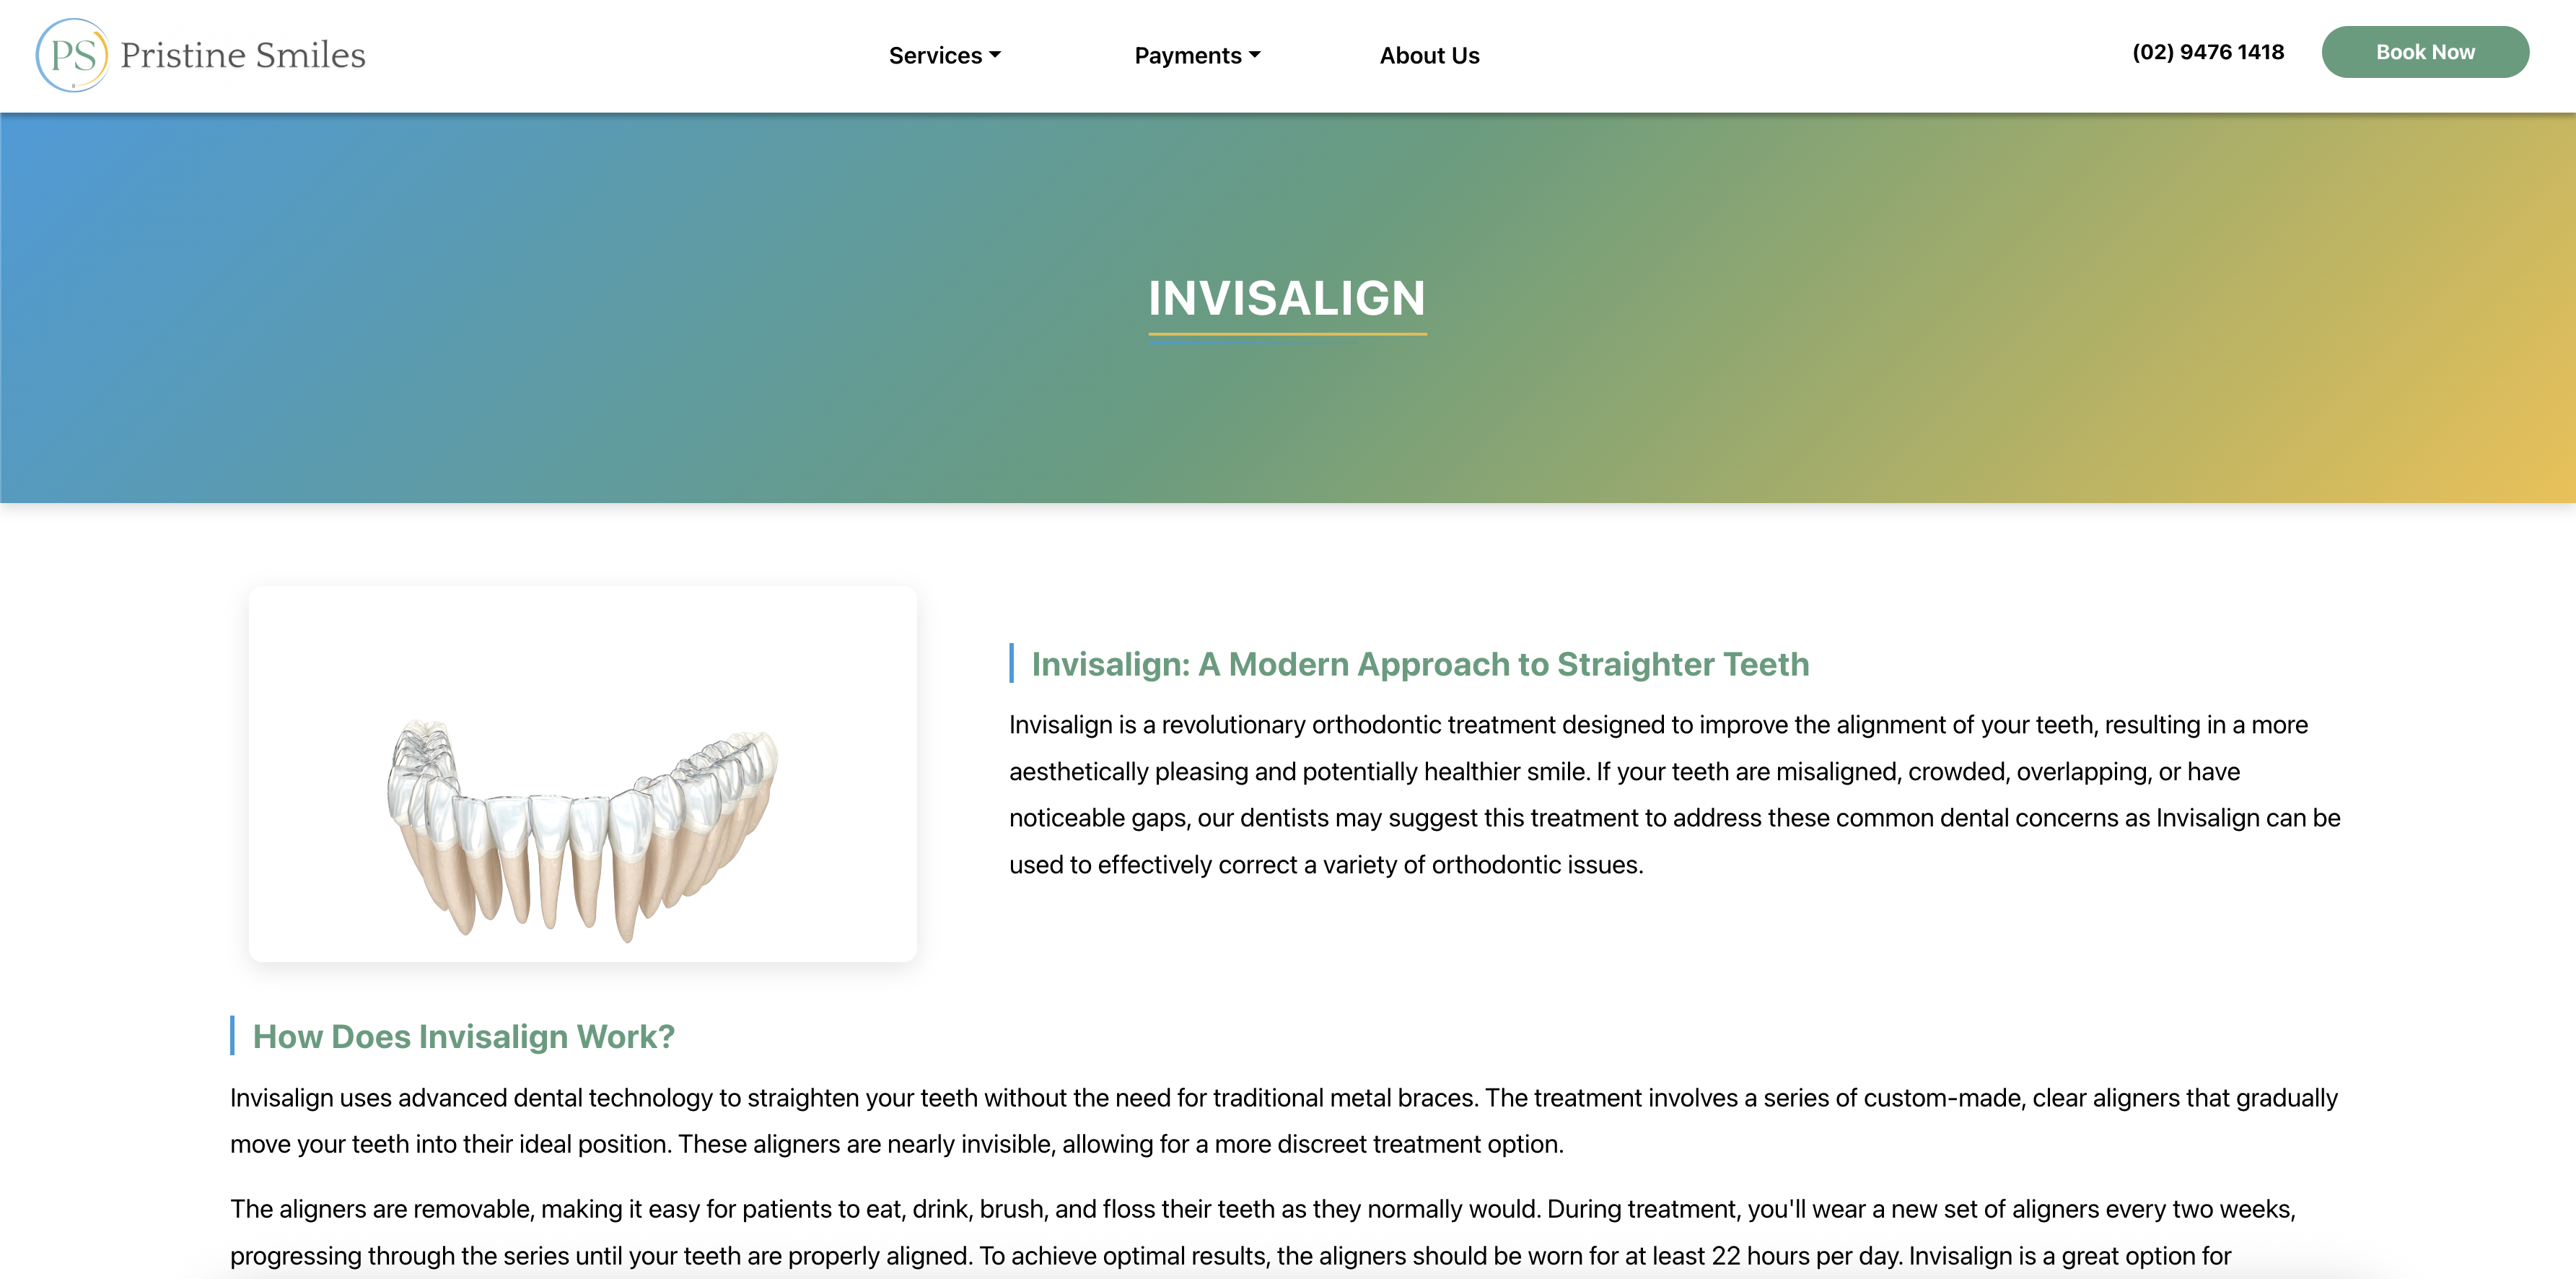 PS Pristine Smiles
Services
Payments
About Us
(02) 9476 1418
Book Now
INVISALIGN
Invisalign: A Modern Approach to Straighter Teeth
Invisalign is a revolutionary orthodontic treatment designed to improve the alignment of your teeth, resulting in a more
aesthetically pleasing and potentially healthier smile. If your teeth are misaligned, crowded, overlapping, or have
noticeable gaps, our dentists may suggest this treatment to address these common dental concerns as Invisalign can be
used to effectively correct a variety of orthodontic issues.
How Does Invisalign Work?
Invisalign uses advanced dental technology to straighten your teeth without the need for traditional metal braces. The treatment involves a series of custom-made, clear aligners that gradually
move your teeth into their ideal position. These aligners are nearly invisible, allowing for a more discreet treatment option.
The aligners are removable, making it easy for patients to eat, drink, brush, and floss their teeth as they normally would. During treatment, you'll wear a new set of aligners every two weeks,
progressing through the series until your teeth are properly aligned. To achieve optimal results, the aligners should be worn for at least 22 hours per day. Invisalign is a great option for